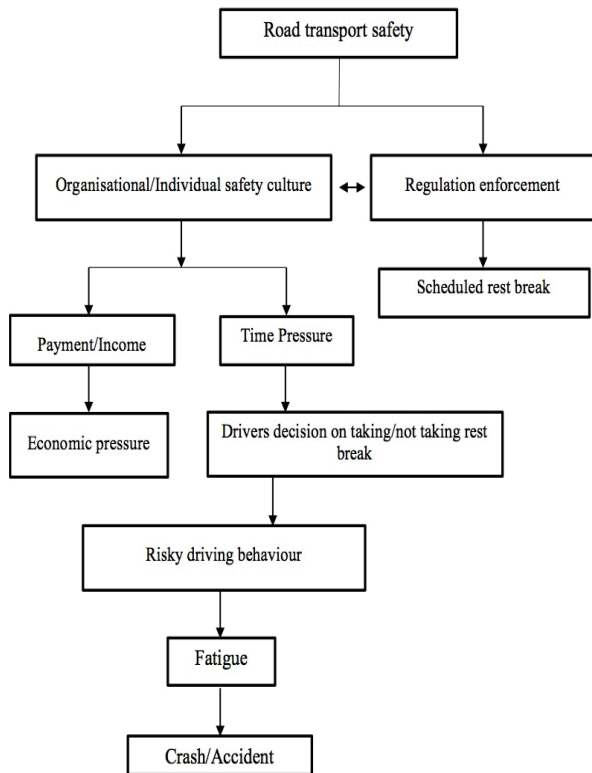 Road transport safety
Organisational/Individual safety culture
Regulation enforcement
Scheduled rest break
Payment/Income
Time Pressure
Economic pressure
Drivers decision on taking/not taking rest
break
Risky driving behaviour
Fatigue
Crash/Accident